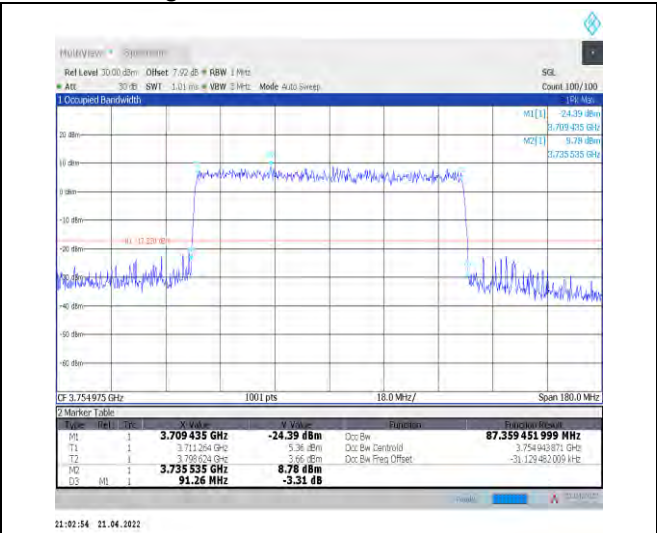 MultiView Spectrum
Ref Level 30.00 dBm Offset 7.92 dB RBW 1 MHz SGL
Att 30 dB SWT 1.01 ms VBW 3 MHz Mode Auto Sweep Count 100/100
1 Occupied Bandwidth 1Pk Max
M1[1] -24.39 dBm
3.709 435 GHz
M2[1] 8.78 dBm
3.735 535 GHz
20 dBm
10 dBm
0 dBm
-10 dBm
-20 dBm
-30 dBm
-40 dBm
-50 dBm
-60 dBm
CF 3.754975 GHz 1001 pts 18.0 MHz/ Span 180.0 MHz
2 Marker Table
Type Ref Trc X Value Y Value Function Function Result
M1 1 3.709 435 GHz -24.39 dBm Occ Bw 87.359 451 999 MHz
T1 1 3.711 264 GHz 5.36 dBm Occ Bw Centroid 3.754 943 871 GHz
T2 1 3.798 624 GHz 3.66 dBm Occ Bw Freq Offset -31.129 482 009 kHz
M2 1 3.735 535 GHz 8.78 dBm
D3 M1 1 91.26 MHz -3.31 dB
21:02:54 21.04.2022